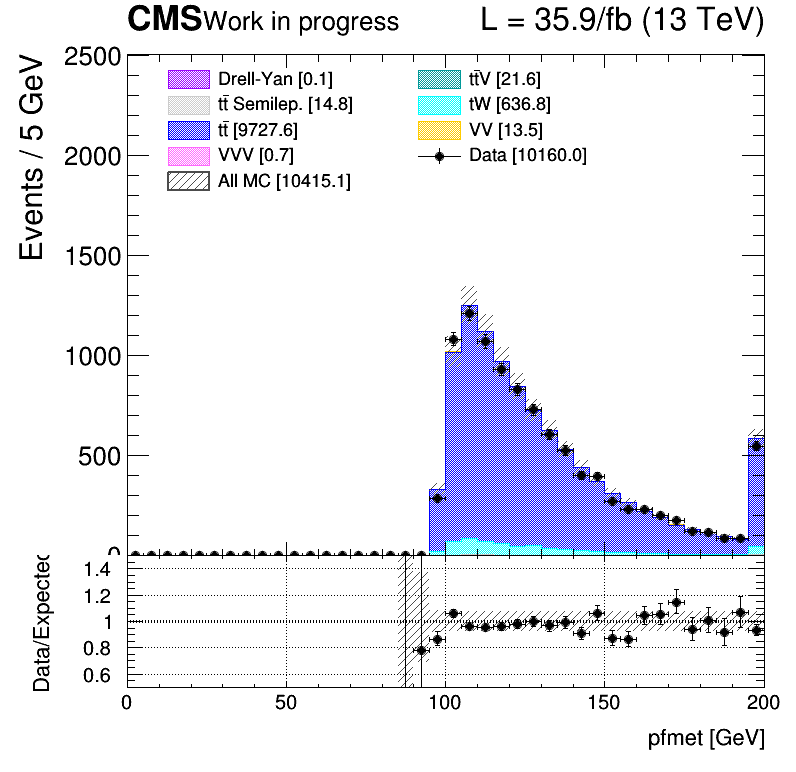 CMS Work in progress L = 35.9/fb (13 TeV)
Events / 5 GeV
2500
2000
1500
1000
500
0
Drell-Yan [0.1]
tt̄ Semilep. [14.8]
tt̄ [9727.6]
VVV [0.7]
All MC [10415.1]
tt̄V [21.6]
tW [636.8]
VV [13.5]
Data [10160.0]
Data/Expected
1.4
1.2
1
0.8
0.6
0 50 100 150 200
pfmet [GeV]